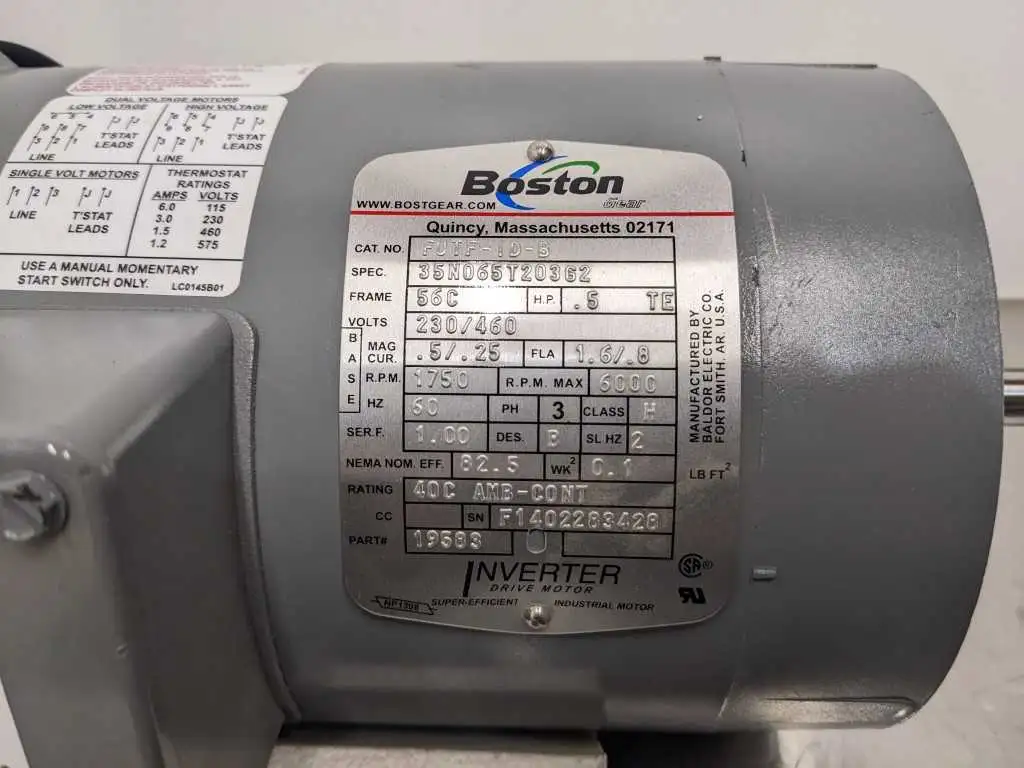 DUAL VOLTAGE MOTORS
LOW VOLTAGE HIGH VOLTAGE
T'STAT LEADS T'STAT LEADS
LINE LINE
SINGLE VOLT MOTORS
1 2 3 J J
LINE T'STAT LEADS
THERMOSTAT RATINGS
AMPS VOLTS
6.0 115
3.0 230
1.5 460
1.2 575
USE A MANUAL MOMENTARY
START SWITCH ONLY. LC0145B01
Boston Gear
WWW.BOSTGEAR.COM
Quincy, Massachusetts 02171
CAT. NO. FUTF-1D-B
SPEC. 35N065T203G2
FRAME 56C H.P. .5 TE
VOLTS 230/460
BASE
MAG CUR. .5/.25 FLA 1.6/.8
R.P.M. 1750 R.P.M. MAX 6000
HZ 60 PH 3 CLASS H
SER.F. 1.00 DES. B SL HZ 2
NEMA NOM. EFF. 82.5 WK² 0.1 LB FT²
RATING 40C AMB-CONT
CC SN F1402283428
PART# 19583
INVERTER
DRIVE MOTOR
NP1308 SUPER-EFFICIENT INDUSTRIAL MOTOR
MANUFACTURED BY
BALDOR ELECTRIC CO.
FORT SMITH, AR. U.S.A.